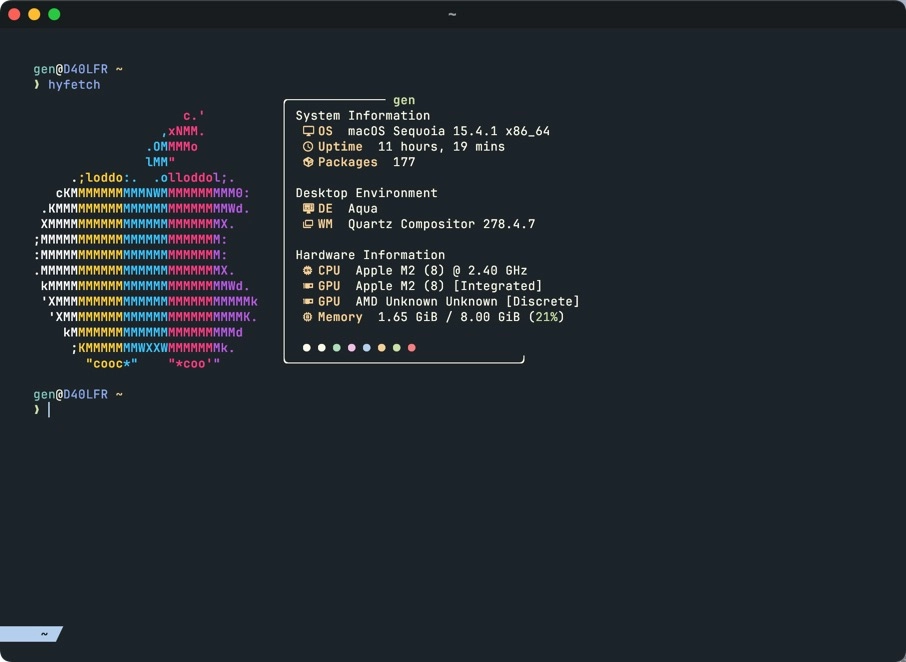 ~
gen@D40LFR ~
❯ hyfetch
c.'
,xNMM.
.OMMMMo
lMM"
.;loddo:.  .olloddol;.
cKMMMMMMMMMMNWMMMMMMMMMM0:
.KMMMMMMMMMMMMMMMMMMMMMMMWd.
XMMMMMMMMMMMMMMMMMMMMMMMX.
;MMMMMMMMMMMMMMMMMMMMMMMM:
:MMMMMMMMMMMMMMMMMMMMMMMM:
.MMMMMMMMMMMMMMMMMMMMMMMMX.
kMMMMMMMMMMMMMMMMMMMMMMMMWd.
'XMMMMMMMMMMMMMMMMMMMMMMMMMMk
'XMMMMMMMMMMMMMMMMMMMMMMMMK.
kMMMMMMMMMMMMMMMMMMMMMMd
;KMMMMMMMWXXWMMMMMMMk.
"cooc*"    "*coo'"
gen
System Information
OS  macOS Sequoia 15.4.1 x86_64
Uptime  11 hours, 19 mins
Packages  177
Desktop Environment
DE  Aqua
WM  Quartz Compositor 278.4.7
Hardware Information
CPU  Apple M2 (8) @ 2.40 GHz
GPU  Apple M2 (8) [Integrated]
GPU  AMD Unknown Unknown [Discrete]
Memory  1.65 GiB / 8.00 GiB (21%)
gen@D40LFR ~
❯
~